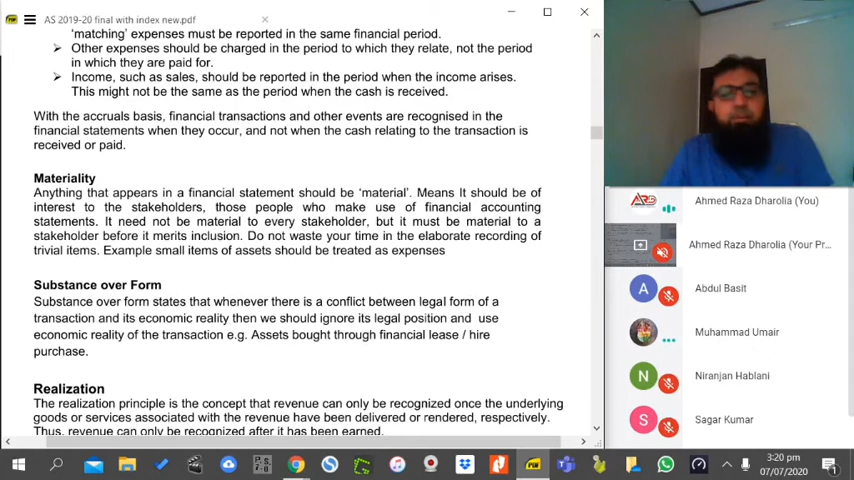 AS 2019-20 final with index new.pdf
'matching' expenses must be reported in the same financial period.
➢ Other expenses should be charged in the period to which they relate, not the period
in which they are paid for.
➢ Income, such as sales, should be reported in the period when the income arises.
This might not be the same as the period when the cash is received.
With the accruals basis, financial transactions and other events are recognised in the
financial statements when they occur, and not when the cash relating to the transaction is
received or paid.
Materiality
Anything that appears in a financial statement should be 'material'. Means It should be of
interest to the stakeholders, those people who make use of financial accounting
statements. It need not be material to every stakeholder, but it must be material to a
stakeholder before it merits inclusion. Do not waste your time in the elaborate recording of
trivial items. Example small items of assets should be treated as expenses
Substance over Form
Substance over form states that whenever there is a conflict between legal form of a
transaction and its economic reality then we should ignore its legal position and use
economic reality of the transaction e.g. Assets bought through financial lease / hire
purchase.
Realization
The realization principle is the concept that revenue can only be recognized once the underlying
goods or services associated with the revenue have been delivered or rendered, respectively.
Thus, revenue can only be recognized after it has been earned.
ARD
Ahmed Raza Dharolia (You)
Ahmed Raza Dharolia (Your Pr...
A
Abdul Basit
Muhammad Umair
N
Niranjan Hablani
S
Sagar Kumar
3:20 pm
07/07/2020